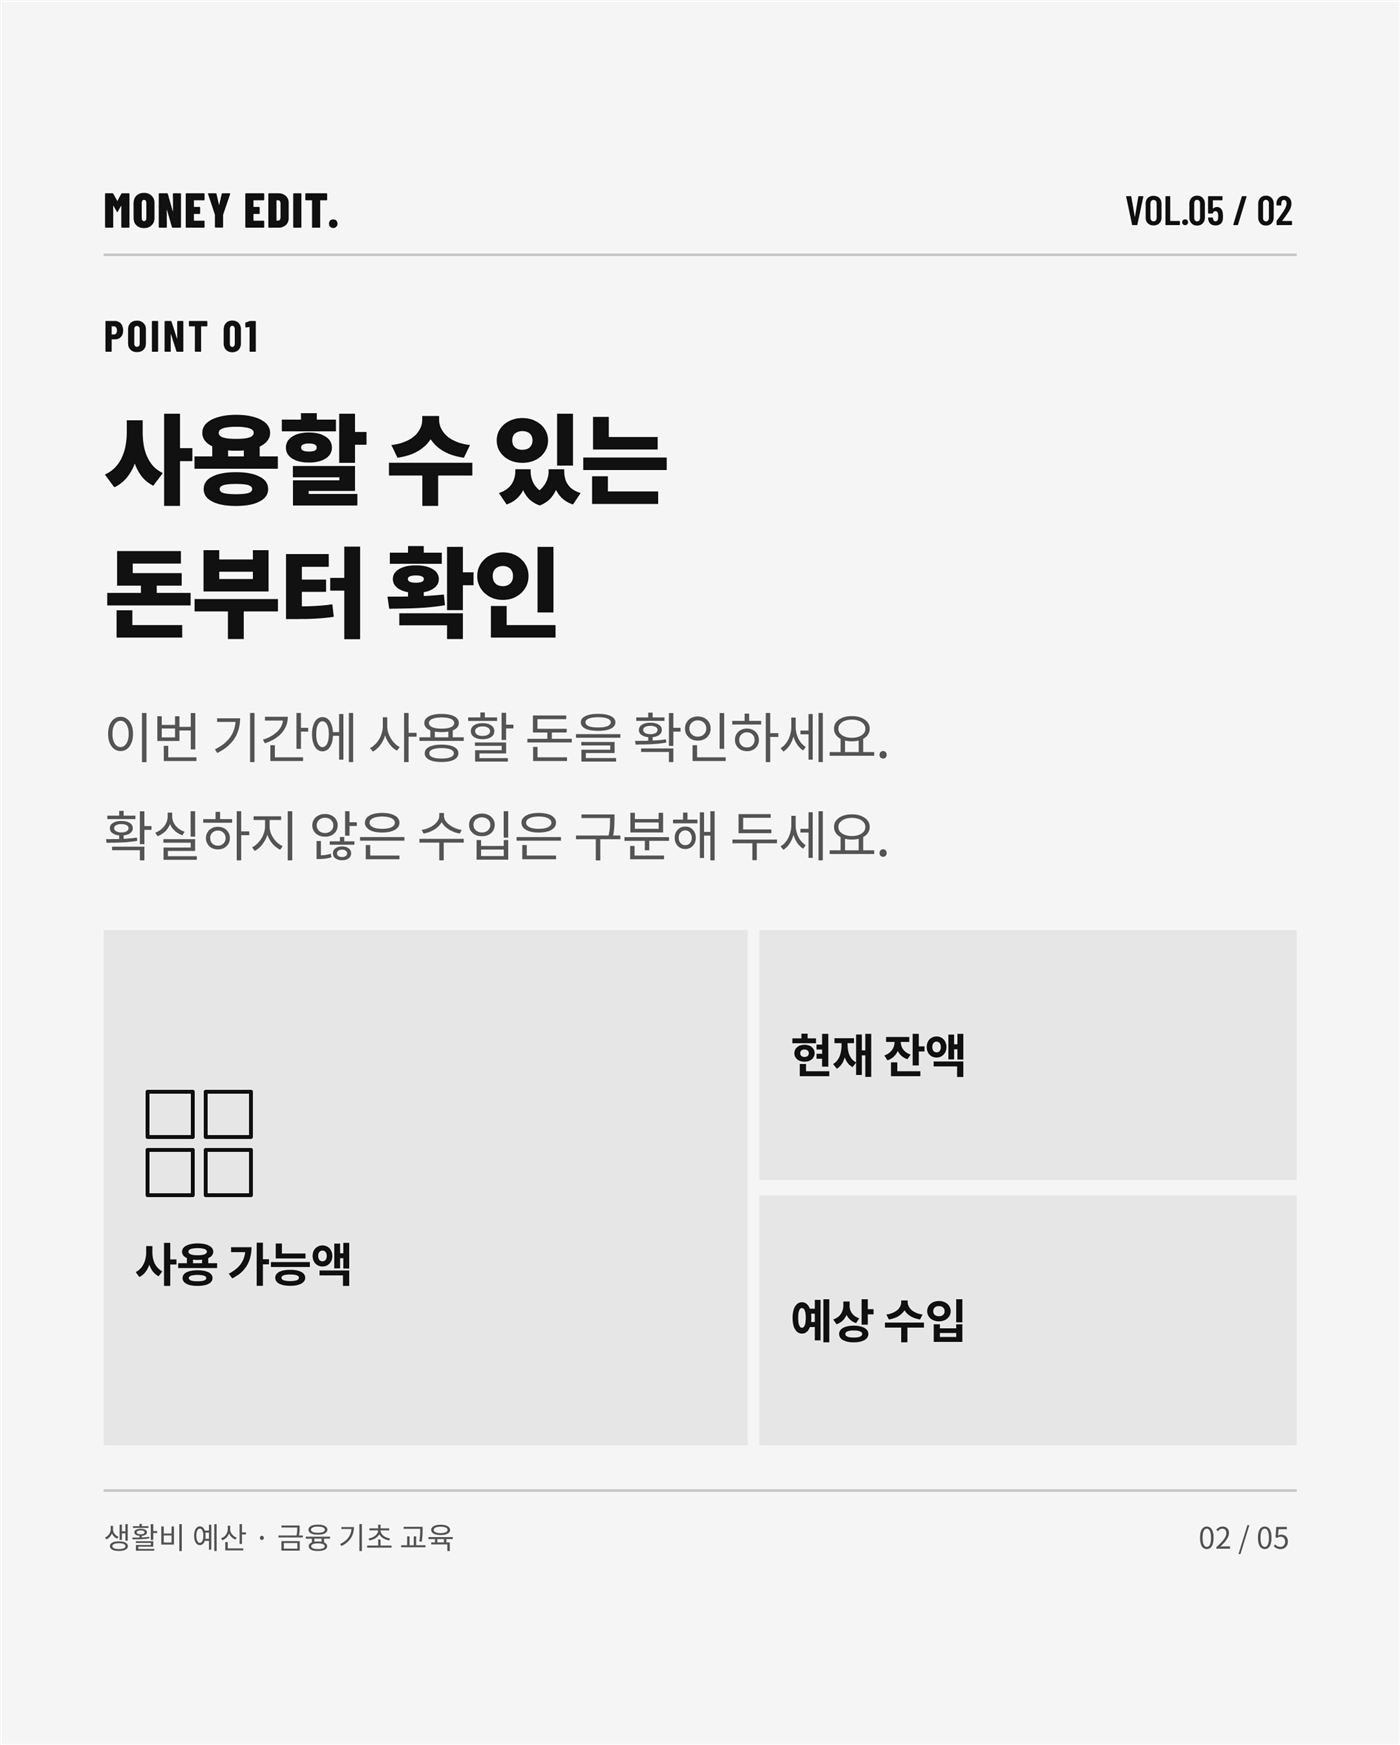 MONEY EDIT.
VOL.05 / 02
POINT 01
사용할 수 있는
돈부터 확인
이번 기간에 사용할 돈을 확인하세요.
확실하지 않은 수입은 구분해 두세요.
사용 가능액
현재 잔액
예상 수입
생활비 예산 · 금융 기초 교육
02 / 05